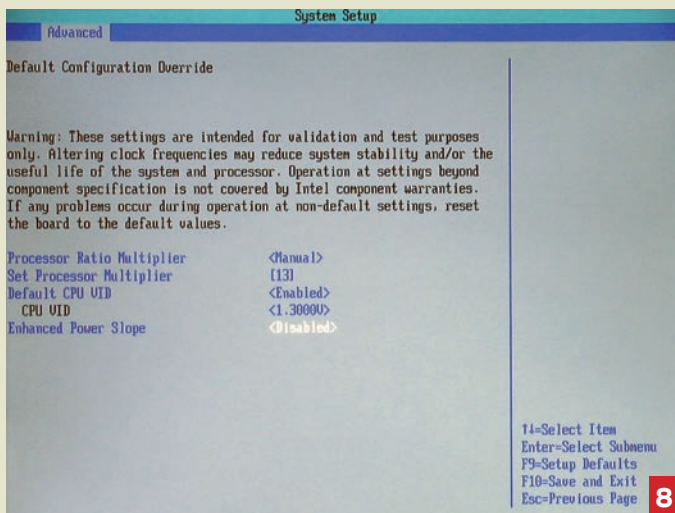 System Setup
Advanced
Default Configuration Override
Warning: These settings are intended for validation and test purposes
only. Altering clock frequencies may reduce system stability and/or the
useful life of the system and processor. Operation at settings beyond
component specification is not covered by Intel component warranties.
If any problems occur during operation at non-default settings, reset
the board to the default values.
Processor Ratio Multiplier <Manual>
Set Processor Multiplier [13]
Default CPU VID <Enabled>
CPU VID <1.3000V>
Enhanced Power Slope <Disabled>
↑↓=Select Item
Enter=Select Submenu
F9=Setup Defaults
F10=Save and Exit
Esc=Previous Page
8